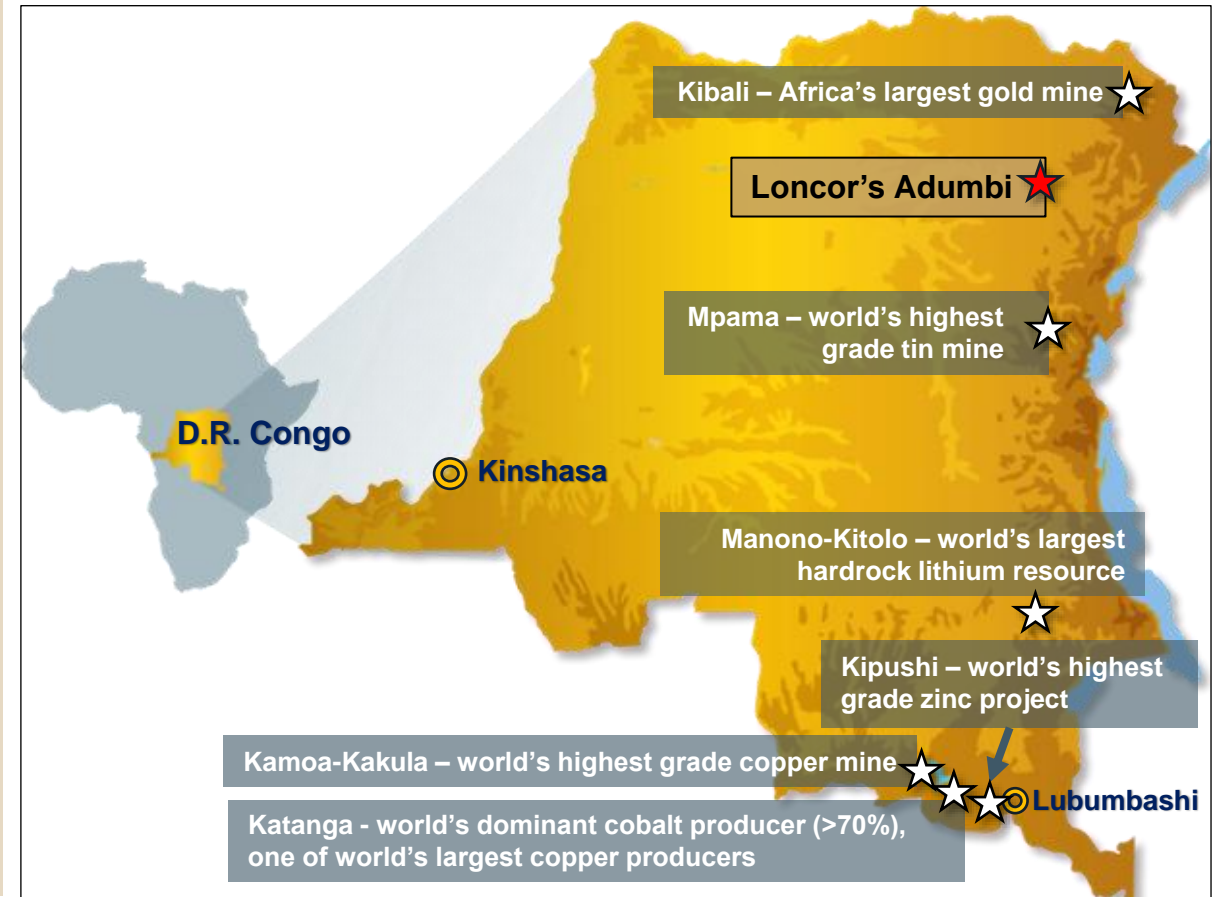 Kibali – Africa’s largest gold mine
Loncor’s Adumbi
Mpama – world’s highest
grade tin mine
D.R. Congo
Kinshasa
Manono-Kitolo – world’s largest
hardrock lithium resource
Kipushi – world’s highest
grade zinc project
Kamoa-Kakula – world’s highest grade copper mine
Lubumbashi
Katanga - world’s dominant cobalt producer (>70%),
one of world’s largest copper producers